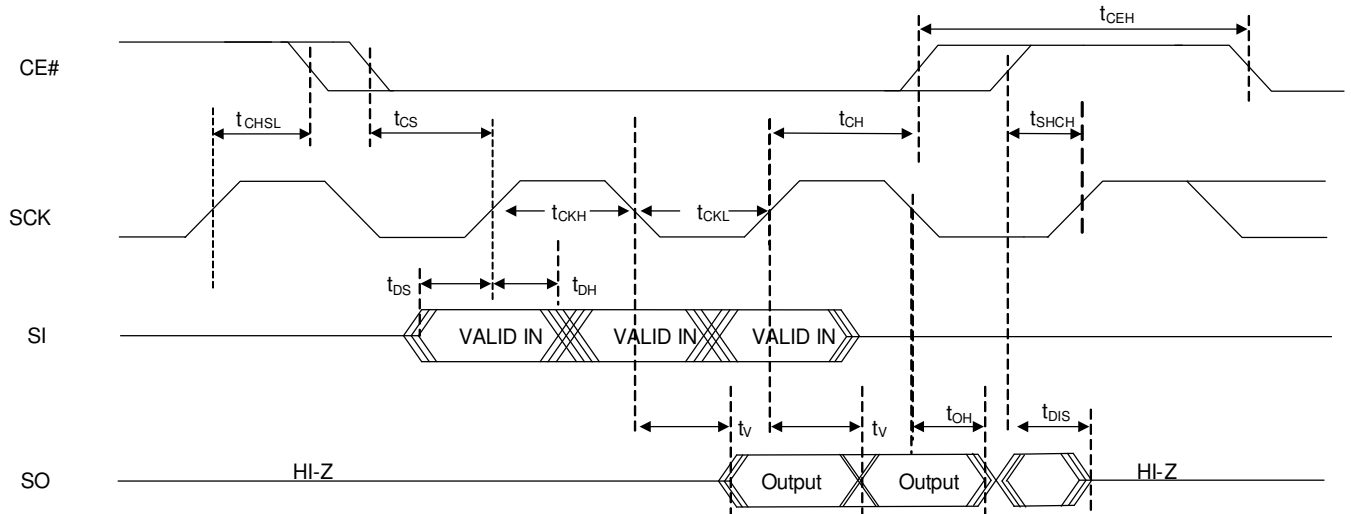 tCEH
CE#
tCHSL
tCS
tCH
tSHCH
SCK
tCKH
tCKL
tDS
tDH
SI
VALID IN
VALID IN
VALID IN
tV
tV
tOH
tDIS
SO
HI-Z
Output
Output
HI-Z